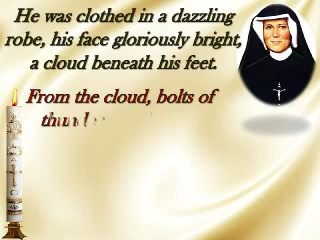 He was clothed in a dazzling
robe, his face gloriously bright,
a cloud beneath his feet.
From the cloud, bolts of